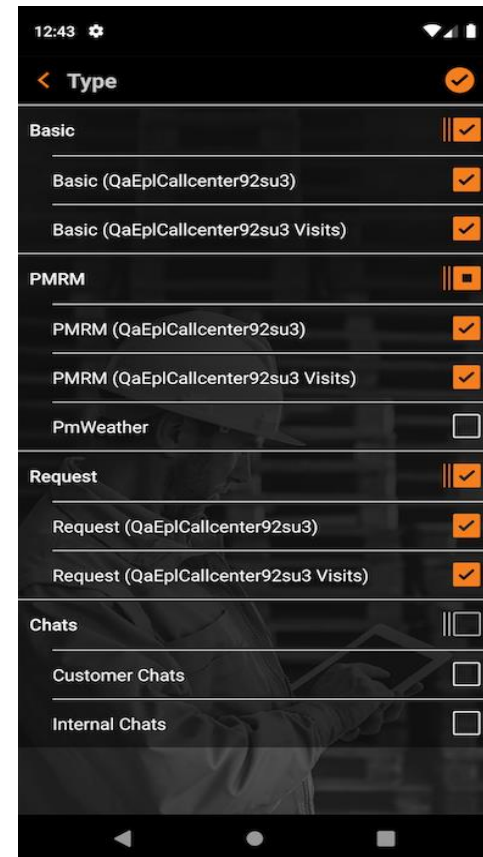 12:43
Type
Basic
Basic (QaEplCallcenter92su3)
Basic (QaEplCallcenter92su3 Visits)
PMRM
PMRM (QaEplCallcenter92su3)
PMRM (QaEplCallcenter92su3 Visits)
PmWeather
Request
Request (QaEplCallcenter92su3)
Request (QaEplCallcenter92su3 Visits)
Chats
Customer Chats
Internal Chats